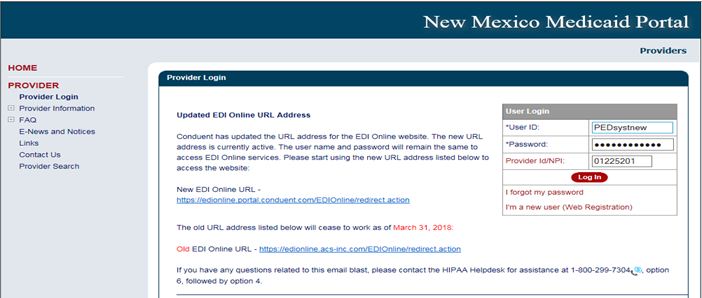 New Mexico Medicaid Portal
Providers
HOME
PROVIDER
Provider Login
Provider Information
FAQ
E-News and Notices
Links
Contact Us
Provider Search
Provider Login
Updated EDI Online URL Address
Conduent has updated the URL address for the EDI Online website. The new URL
address is currently active. The user name and password will remain the same to
access EDI Online services. Please start using the new URL address listed below to
access the website:
New EDI Online URL -
https://edionline.portal.conduent.com/EDIOnline/redirect.action
The old URL address listed below will cease to work as of March 31, 2018:
Old EDI Online URL - https://edionline.acs-inc.com/EDIOnline/redirect.action
If you have any questions related to this email blast, please contact the HIPAA Helpdesk for assistance at 1-800-299-7304, option
6, followed by option 4.
User Login
*User ID: PEDsystnew
*Password: ••••••••••••
Provider Id/NPI: 01225201
Log In
I forgot my password
I'm a new user (Web Registration)